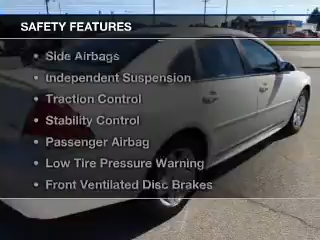 SAFETY FEATURES
Side Airbags
Independent Suspension
Traction Control
Stability Control
Passenger Airbag
Low Tire Pressure Warning
Front Ventilated Disc Brakes